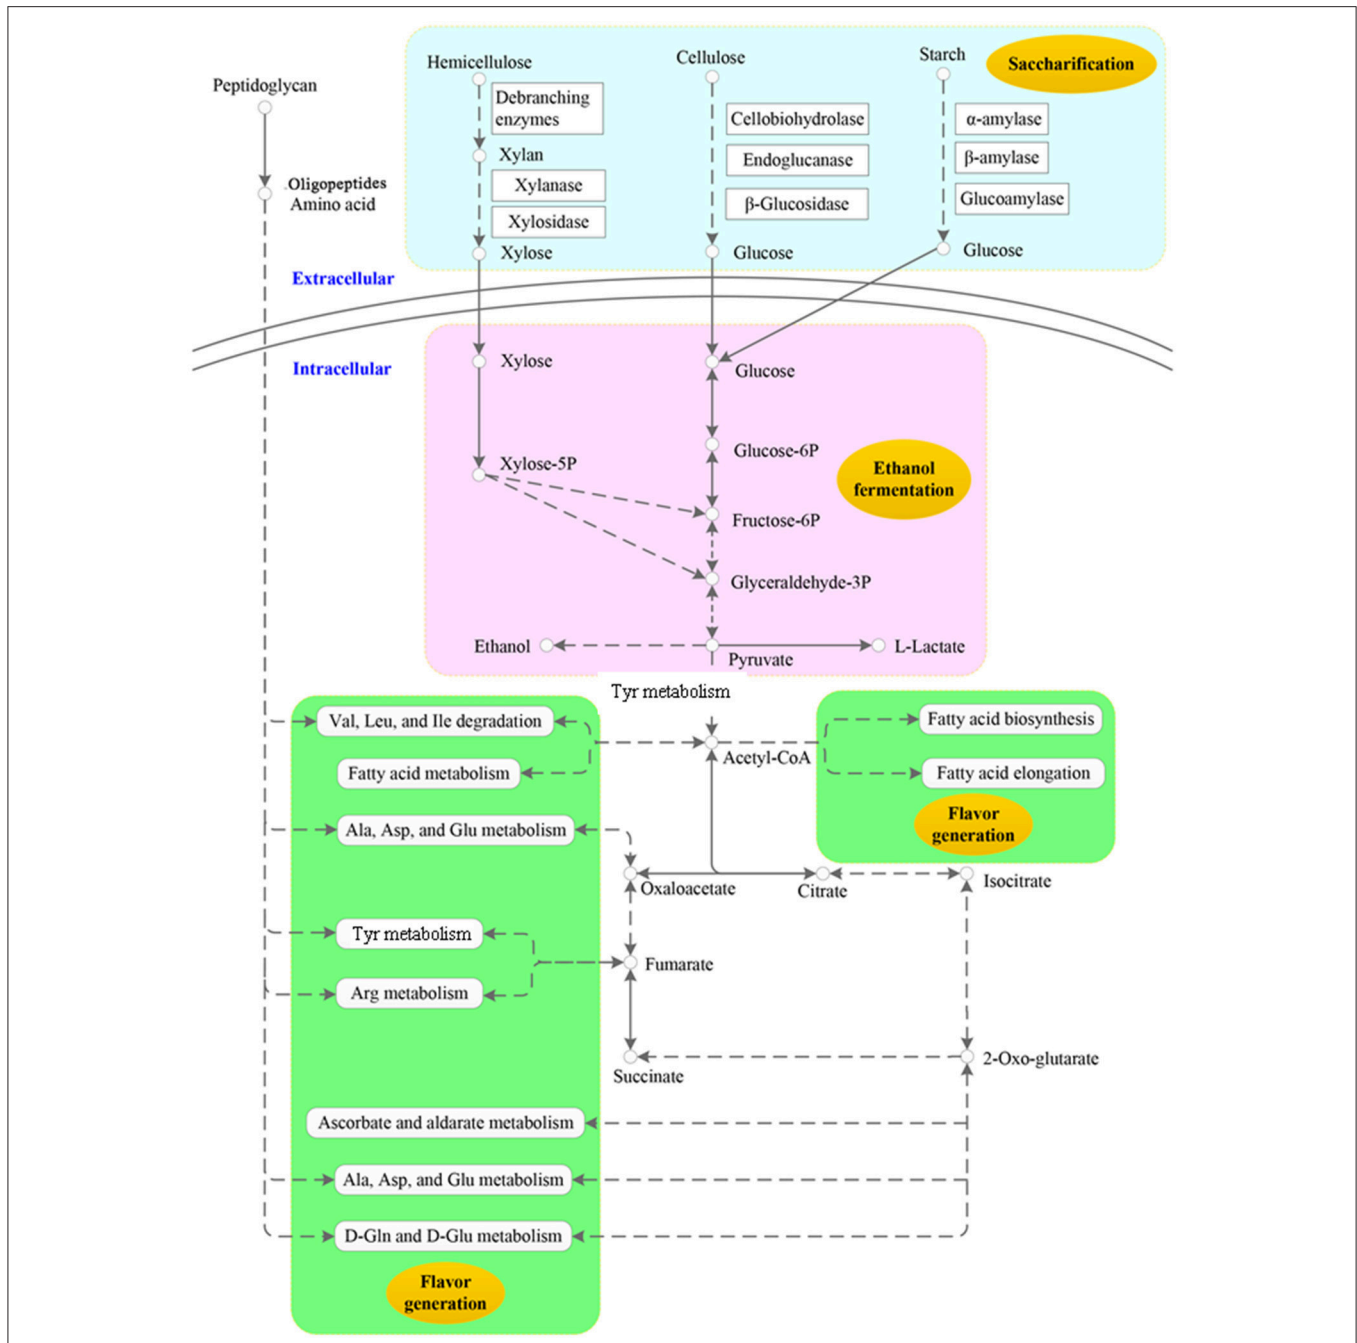 Hemicellulose
Cellulose
Starch
Saccharification
Peptidoglycan
Debranching
enzymes
Cellobiohydrolase
α-amylase
Xylan
Endoglucanase
β-amylase
Oligopeptides
Amino acid
Xylanase
β-Glucosidase
Glucoamylase
Xylosidase
Xylose
Glucose
Glucose
Extracellular
Intracellular
Xylose
Glucose
Glucose-6P
Xylose-5P
Ethanol
fermentation
Fructose-6P
Glyceraldehyde-3P
Ethanol
Pyruvate
L-Lactate
Tyr metabolism
Val, Leu, and Ile degradation
Fatty acid biosynthesis
Acetyl-CoA
Fatty acid metabolism
Fatty acid elongation
Flavor
generation
Ala, Asp, and Glu metabolism
Oxaloacetate
Citrate
Isocitrate
Tyr metabolism
Fumarate
Arg metabolism
Succinate
2-Oxo-glutarate
Ascorbate and aldarate metabolism
Ala, Asp, and Glu metabolism
D-Gln and D-Glu metabolism
Flavor
generation